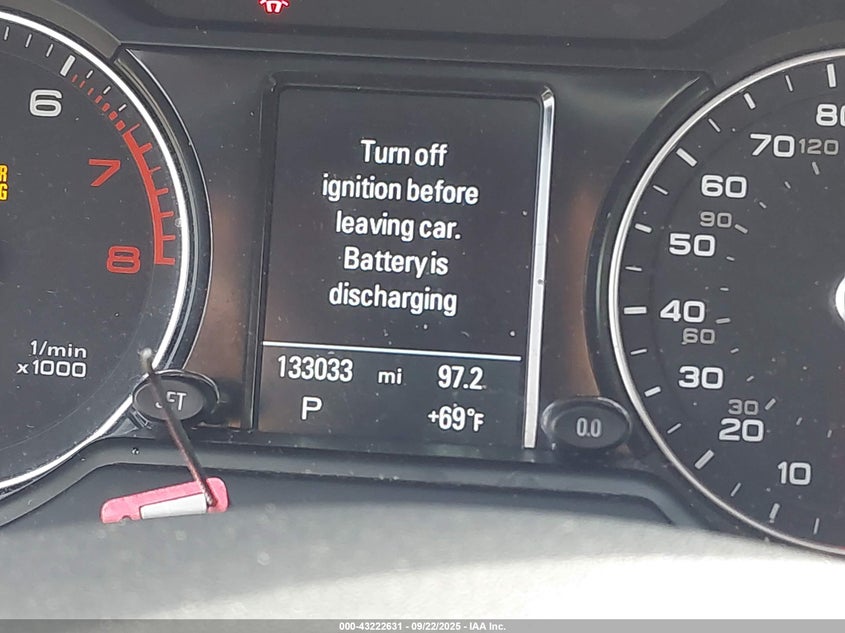 6
7
8
1/min
x1000
SET
Turn off
ignition before
leaving car.
Battery is
discharging
133033 mi 97.2
P +69°F
0.0
70 120
60
90
50
40
60
30
30
20
10
000-43222631 - 09/22/2025 - IAA Inc.